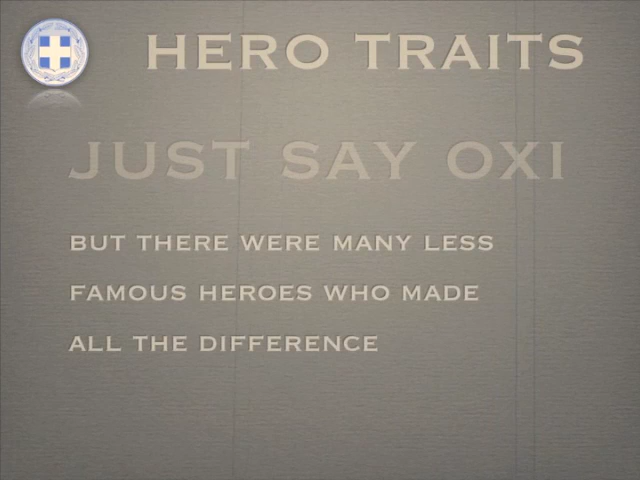 HERO TRAITS
JUST SAY OXI
BUT THERE WERE MANY LESS
FAMOUS HEROES WHO MADE
ALL THE DIFFERENCE